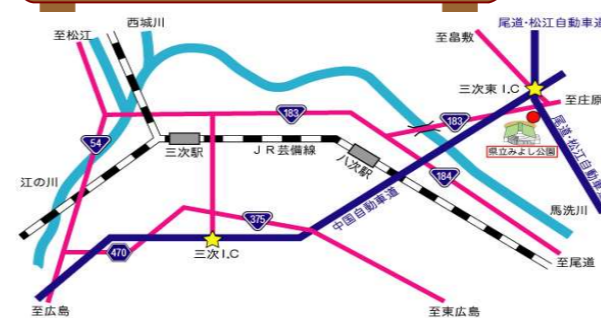 至松江
西城川
尾道・松江自動車道
至畠敷
三次東 I.C
至庄原
183
183
54
三次駅
JR芸備線
八次駅
県立みよし公園
尾道・松江自動車
184
江の川
中国自動車道
馬洗川
375
470
三次I.C
至尾道
至広島
至東広島